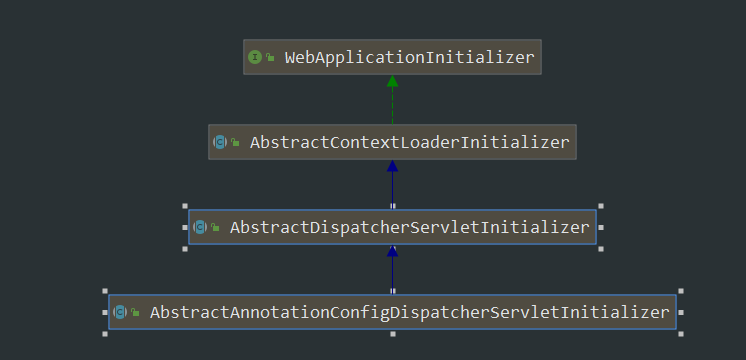 WebApplicationInitializer
AbstractContextLoaderInitializer
AbstractDispatcherServletInitializer
AbstractAnnotationConfigDispatcherServletInitializer